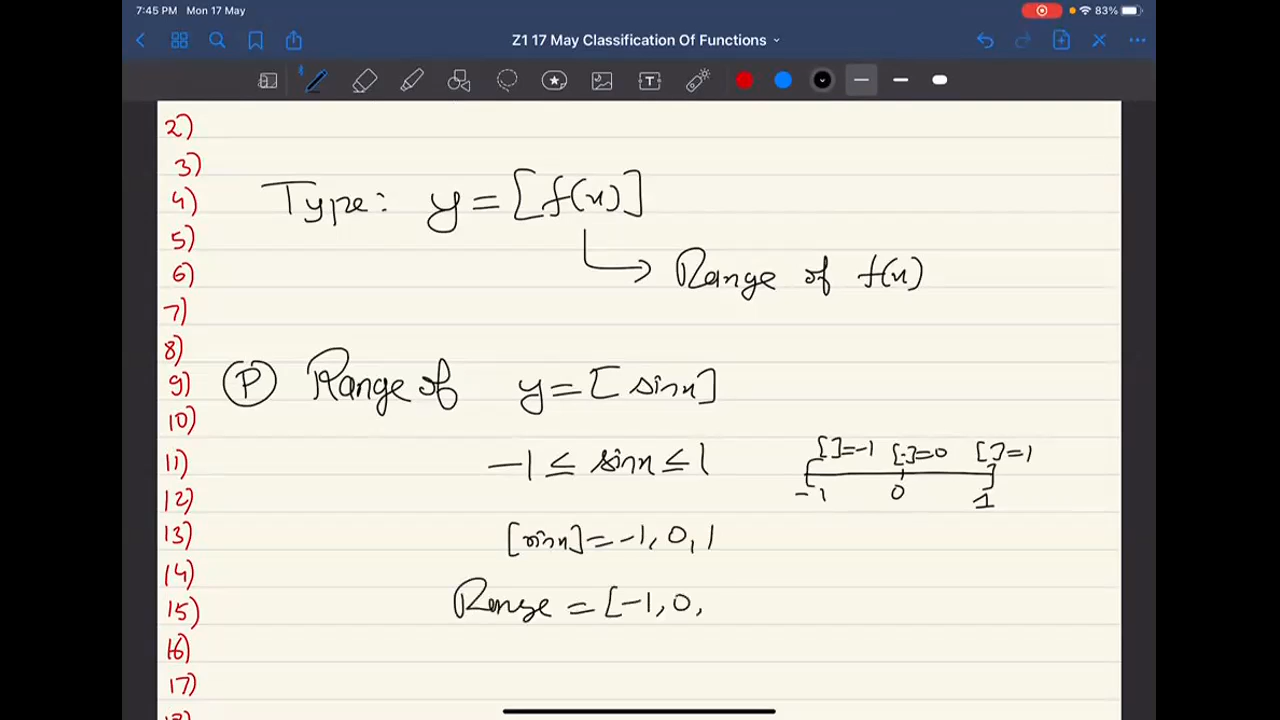 7:45 PM Mon 17 May
83%
Z1 17 May Classification Of Functions
2)
3)
4) Type: y = [f(x)]
5)
6) Range of f(x)
7)
8)
9) P Range of y = [sinx]
10)
[.]=-1 [.]=0 [.]=1
11) -1 ≤ sinx ≤ 1
12) -1 0 1
13) [sinx] = -1, 0, 1
14)
15) Range = [-1, 0,
16)
17)